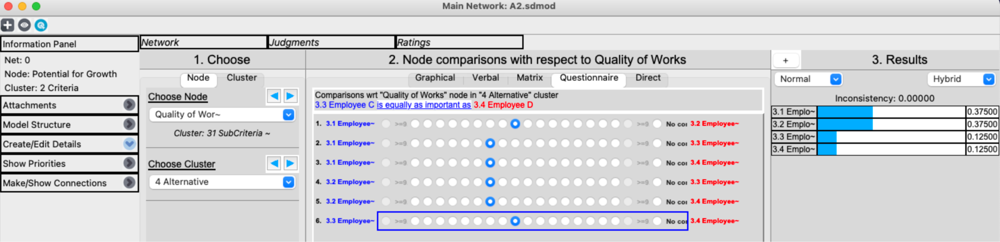 Main Network: A2.sdmod
Information Panel
Network
Judgments
Ratings
Net: 0
Node: Potential for Growth
Cluster: 2 Criteria
Attachments
Model Structure
Create/Edit Details
Show Priorities
Make/Show Connections
1. Choose
Node Cluster
Choose Node
Quality of Wor~
Cluster: 31 SubCriteria ~
Choose Cluster
4 Alternative
2. Node comparisons with respect to Quality of Works
Graphical Verbal Matrix Questionnaire Direct
Comparisons wrt "Quality of Works" node in "4 Alternative" cluster
3.3 Employee C is equally as important as 3.4 Employee D
1. 3.1 Employee~ >=9 >=9 No coı 3.2 Employee~
2. 3.1 Employee~ >=9 >=9 No coı 3.3 Employee~
3. 3.1 Employee~ >=9 >=9 No coı 3.4 Employee~
4. 3.2 Employee~ >=9 >=9 No coı 3.3 Employee~
5. 3.2 Employee~ >=9 >=9 No coı 3.4 Employee~
6. 3.3 Employee~ >=9 >=9 No coı 3.4 Employee~
+ 3. Results
Normal Hybrid
Inconsistency: 0.00000
3.1 Emplo~ 0.37500
3.2 Emplo~ 0.37500
3.3 Emplo~ 0.12500
3.4 Emplo~ 0.12500